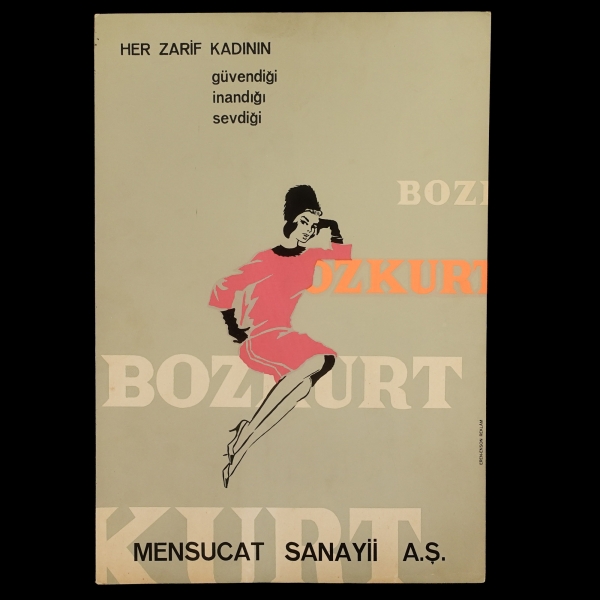 HER ZARİF KADININ
güvendiği
inandığı
sevdiği
BOZ
OZKURT
BOZKURT
KURT
MENSUCAT SANAYİİ A.Ş.